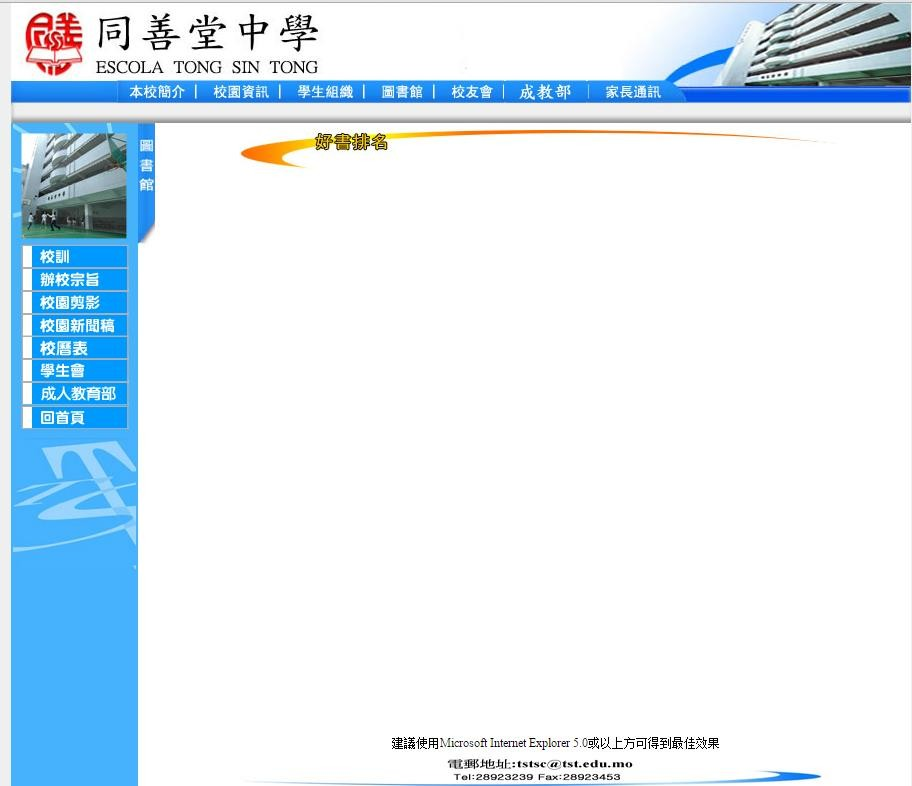 同善堂中學
ESCOLA TONG SIN TONG
本校簡介 | 校園資訊 | 學生組織 | 圖書館 | 校友會 | 成教部 | 家長通訊
圖書館
好書排名
校訓
辦校宗旨
校園剪影
校園新聞稿
校曆表
學生會
成人教育部
回首頁
建議使用Microsoft Internet Explorer 5.0或以上方可得到最佳效果
電郵地址:tstsc@tst.edu.mo
Tel:28923239 Fax:28923453